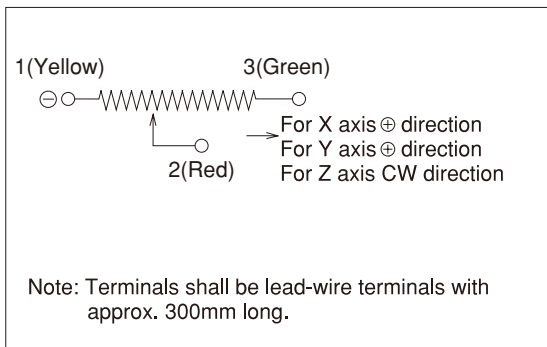 1(Yellow) 3(Green)
⊖
2(Red)
For X axis ⊕ direction
For Y axis ⊕ direction
For Z axis CW direction
Note: Terminals shall be lead-wire terminals with
approx. 300mm long.